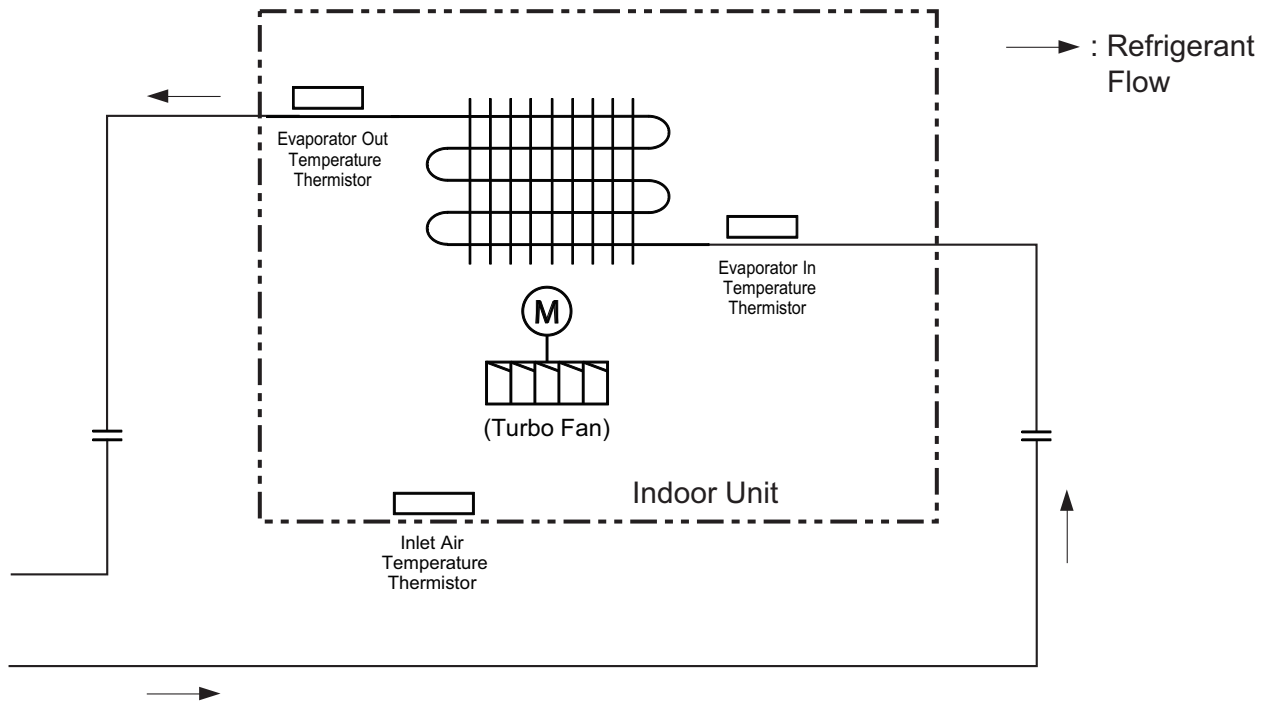 : Refrigerant
Flow
Evaporator Out
Temperature
Thermistor
Evaporator In
Temperature
Thermistor
M
(Turbo Fan)
Indoor Unit
Inlet Air
Temperature
Thermistor